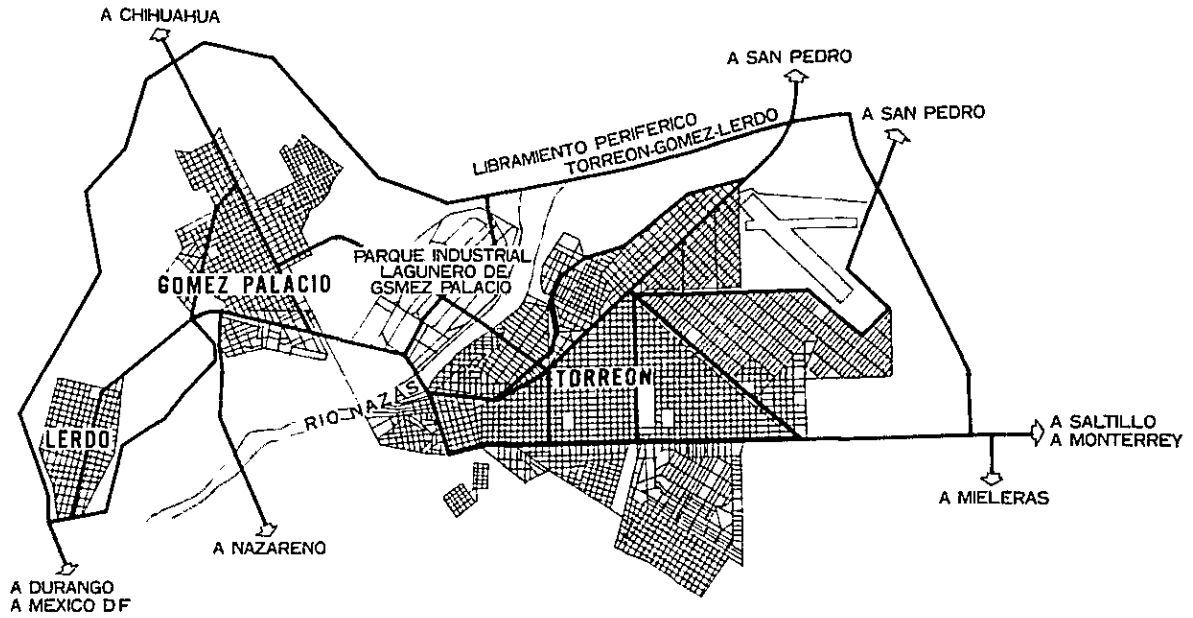 A CHIHUAHUA
A SAN PEDRO
A SAN PEDRO
LIBRAMIENTO PERIFERICO
TORREON-GOMEZ-LERDO
PARQUE INDUSTRIAL
LAGUNERO DE
GSMEZ PALACIO
GOMEZ PALACIO
TORREON
RIO NAZAS
LERDO
A SALTILLO
A MONTERREY
A MIELERAS
A NAZARENO
A DURANGO
A MEXICO DF